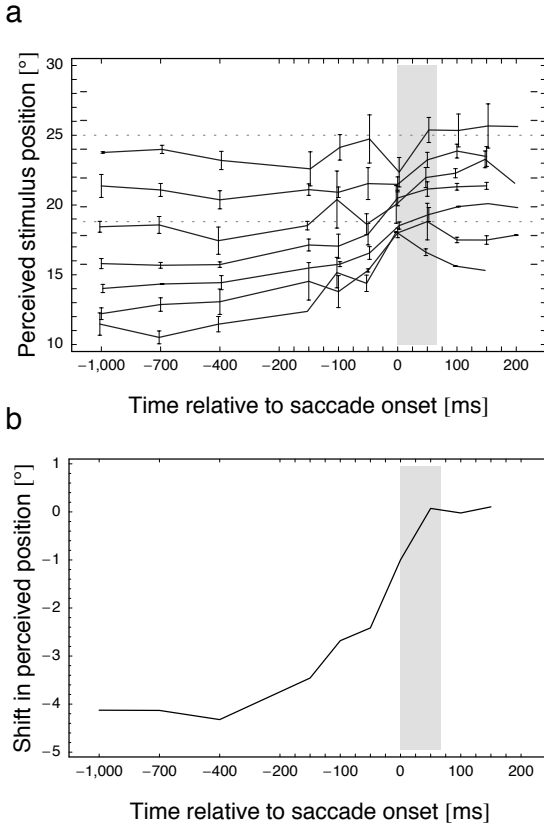 a
Perceived stimulus position [°]
30
25
20
15
10
−1,000 −700 −400 −200 −100 0 100 200
Time relative to saccade onset [ms]
b
Shift in perceived position [°]
1
0
−1
−2
−3
−4
−5
−1,000 −700 −400 −200 −100 0 100 200
Time relative to saccade onset [ms]